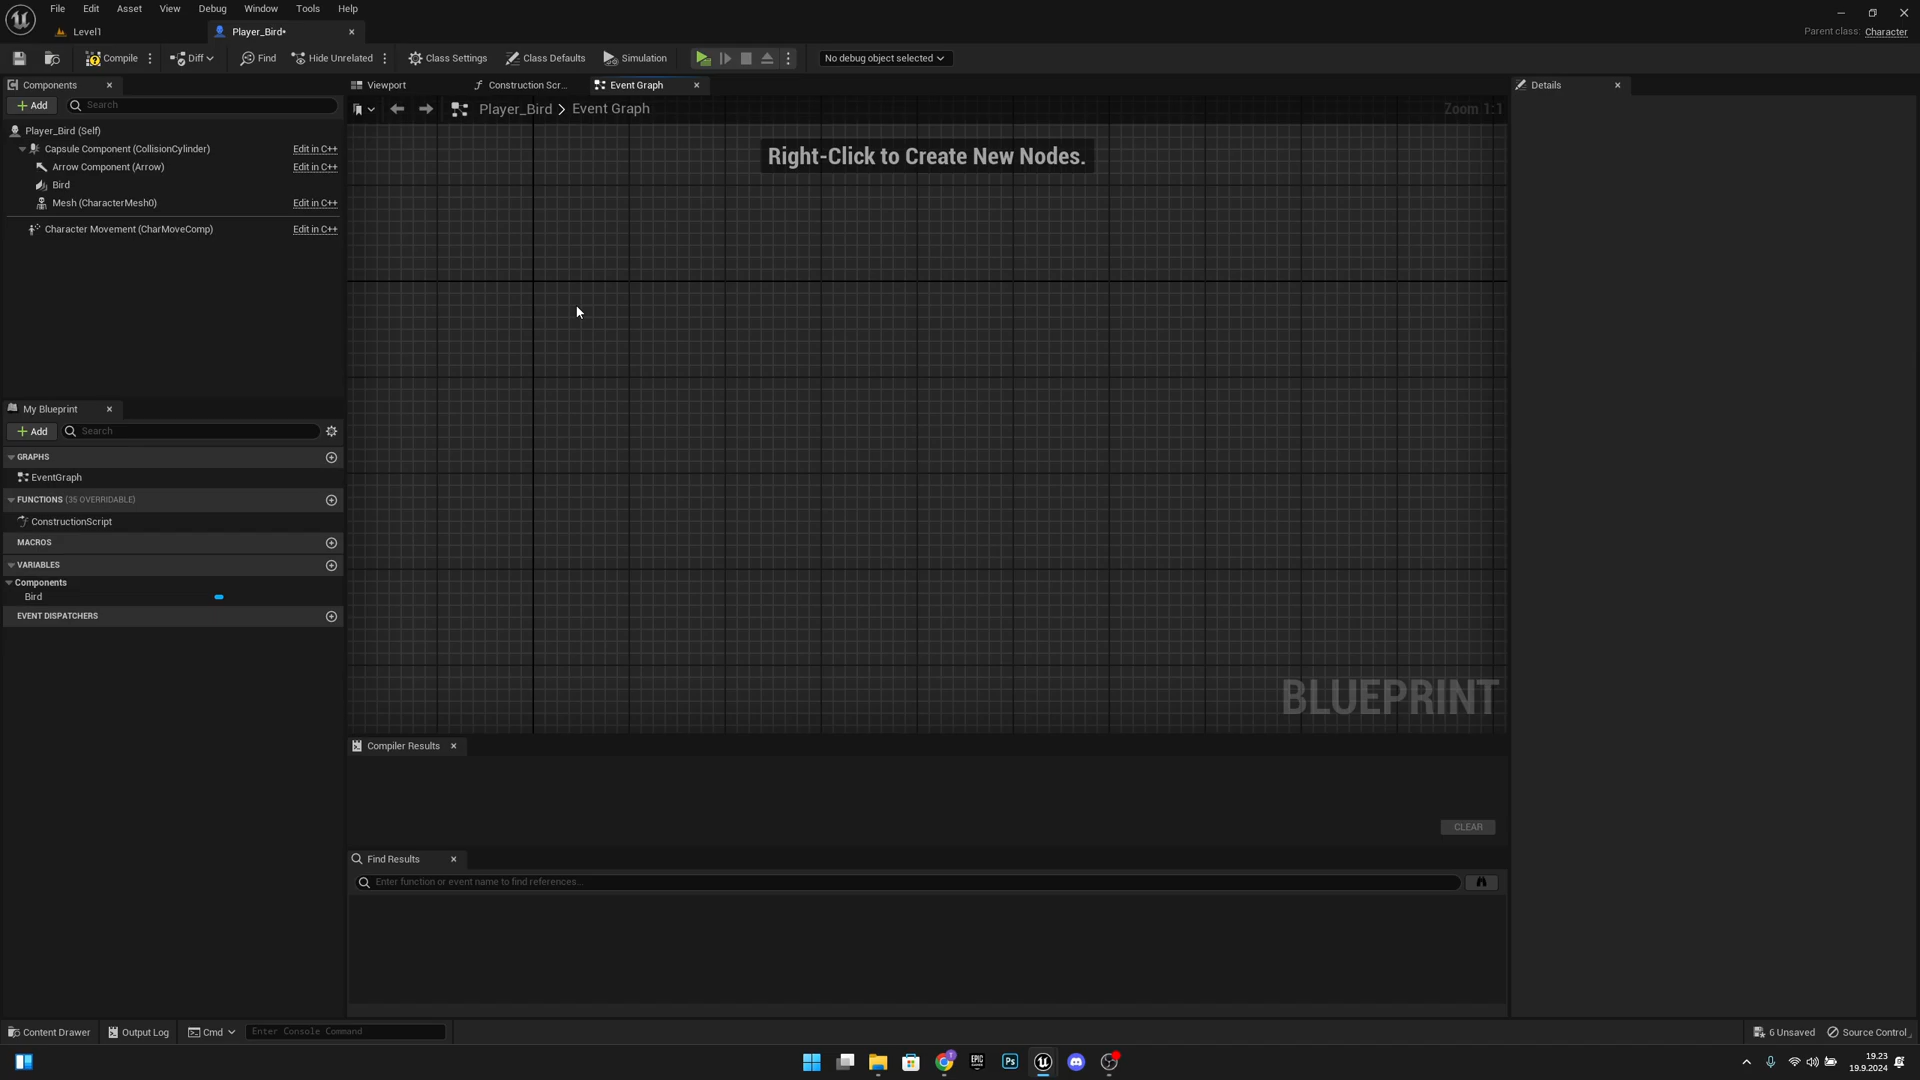 File Edit Asset View Debug Window Tools Help
Level1
Player_Bird•
Parent class: Character
Compile
Diff
Find
Hide Unrelated
Class Settings
Class Defaults
Simulation
No debug object selected
Components
Viewport
Construction Scr...
Event Graph
Details
Add
Search
Player_Bird > Event Graph
Zoom 1:1
Player_Bird (Self)
Right-Click to Create New Nodes.
Capsule Component (CollisionCylinder) Edit in C++
Arrow Component (Arrow) Edit in C++
Bird
Mesh (CharacterMesh0) Edit in C++
Character Movement (CharMoveComp) Edit in C++
My Blueprint
Add
Search
GRAPHS
EventGraph
FUNCTIONS (35 OVERRIDABLE)
ConstructionScript
MACROS
VARIABLES
Components
Bird
EVENT DISPATCHERS
BLUEPRINT
Compiler Results
CLEAR
Find Results
Enter function or event name to find references...
Content Drawer
Output Log
Cmd
Enter Console Command
6 Unsaved
Source Control
EPIC
GAMES
Ps
19.23
19.9.2024